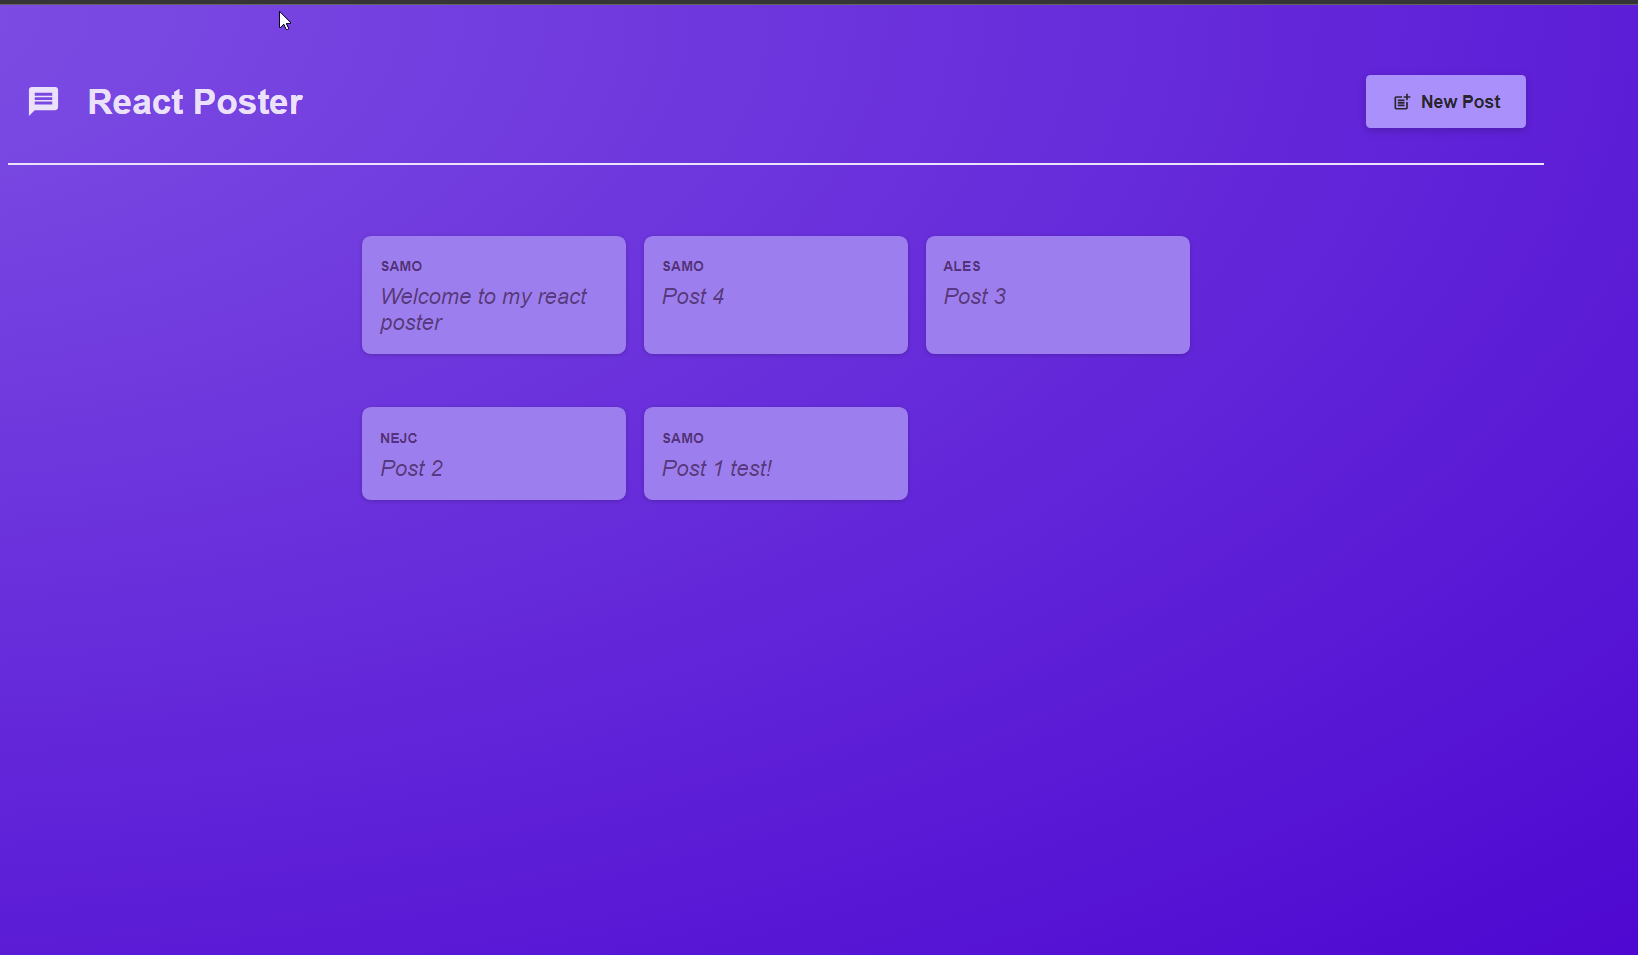 React Poster
New Post
SAMO
Welcome to my react
poster
SAMO
Post 4
ALES
Post 3
NEJC
Post 2
SAMO
Post 1 test!